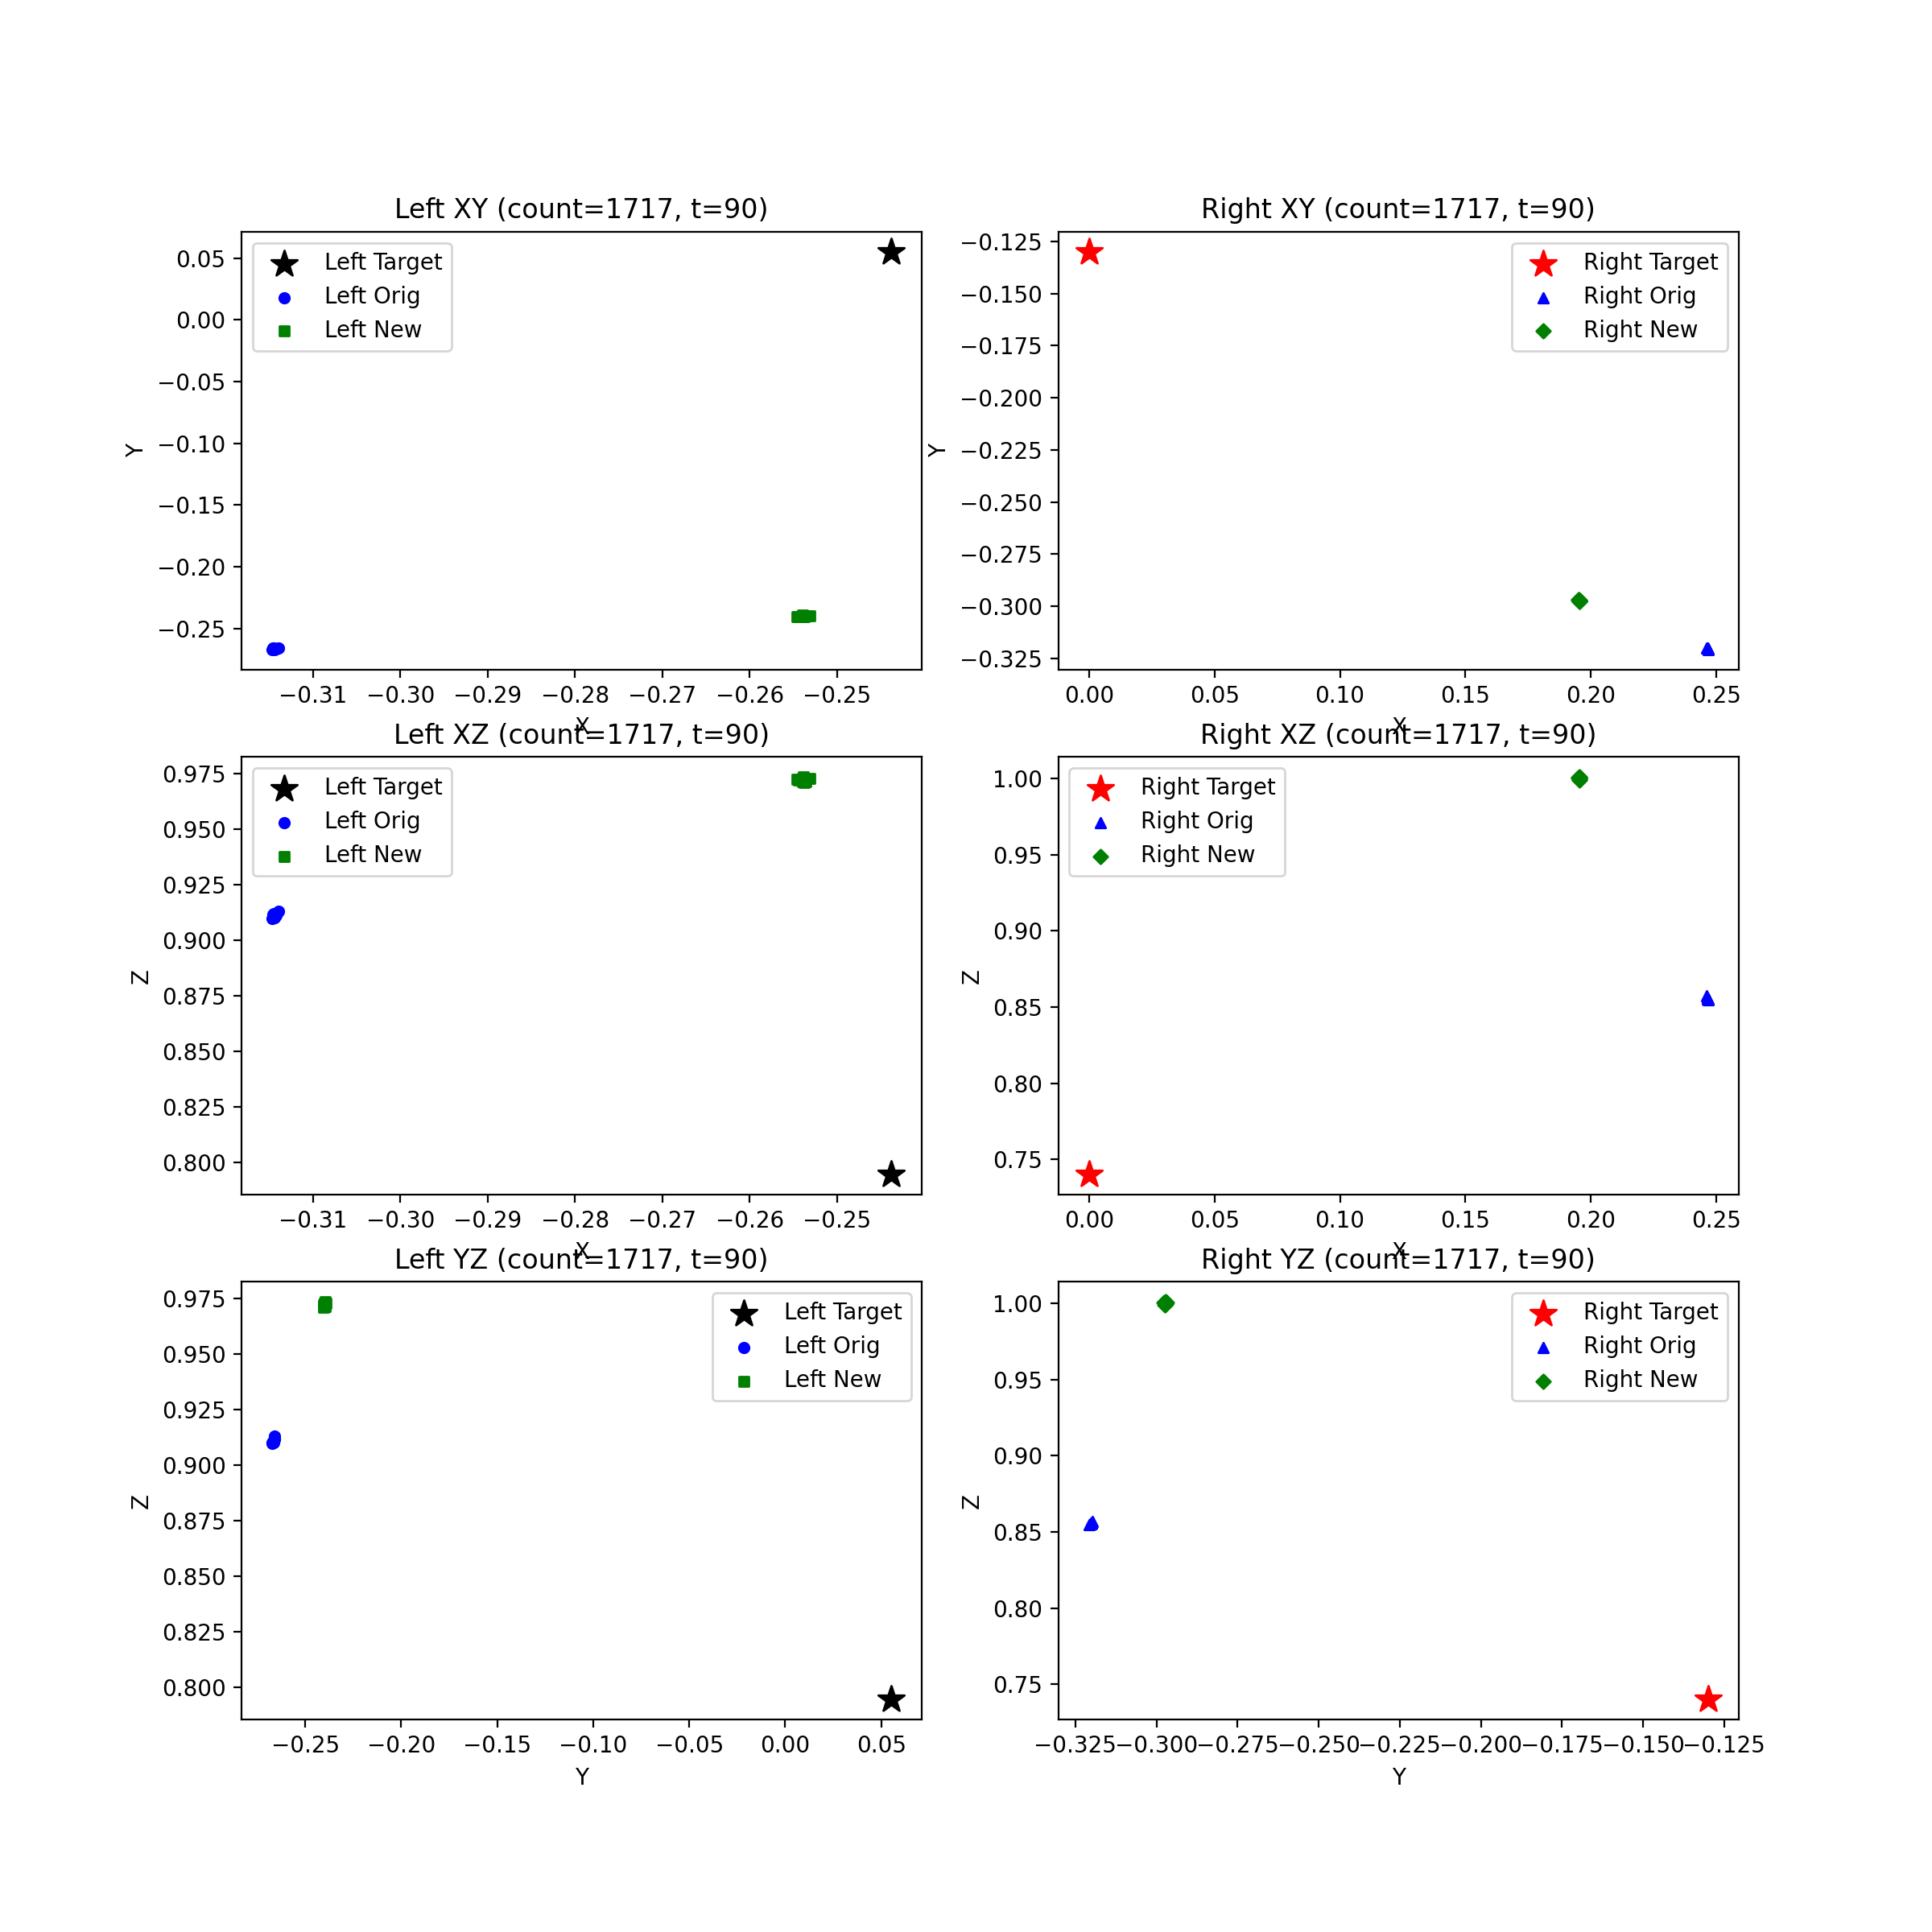 Left XY (count=1717, t=90)
0.05
0.00
−0.05
−0.10
−0.15
−0.20
−0.25
Y
Left Target
Left Orig
Left New
−0.31 −0.30 −0.29 −0.28 −0.27 −0.26 −0.25
X
Right XY (count=1717, t=90)
−0.125
−0.150
−0.175
−0.200
−0.225
−0.250
−0.275
−0.300
−0.325
Y
Right Target
Right Orig
Right New
0.00 0.05 0.10 0.15 0.20 0.25
X
Left XZ (count=1717, t=90)
0.975
0.950
0.925
0.900
0.875
0.850
0.825
0.800
Z
Left Target
Left Orig
Left New
−0.31 −0.30 −0.29 −0.28 −0.27 −0.26 −0.25
X
Right XZ (count=1717, t=90)
1.00
0.95
0.90
0.85
0.80
0.75
Z
Right Target
Right Orig
Right New
0.00 0.05 0.10 0.15 0.20 0.25
X
Left YZ (count=1717, t=90)
0.975
0.950
0.925
0.900
0.875
0.850
0.825
0.800
Z
Left Target
Left Orig
Left New
−0.25 −0.20 −0.15 −0.10 −0.05 0.00 0.05
Y
Right YZ (count=1717, t=90)
1.00
0.95
0.90
0.85
0.80
0.75
Z
Right Target
Right Orig
Right New
−0.325 −0.300 −0.275 −0.250 −0.225 −0.200 −0.175 −0.150 −0.125
Y